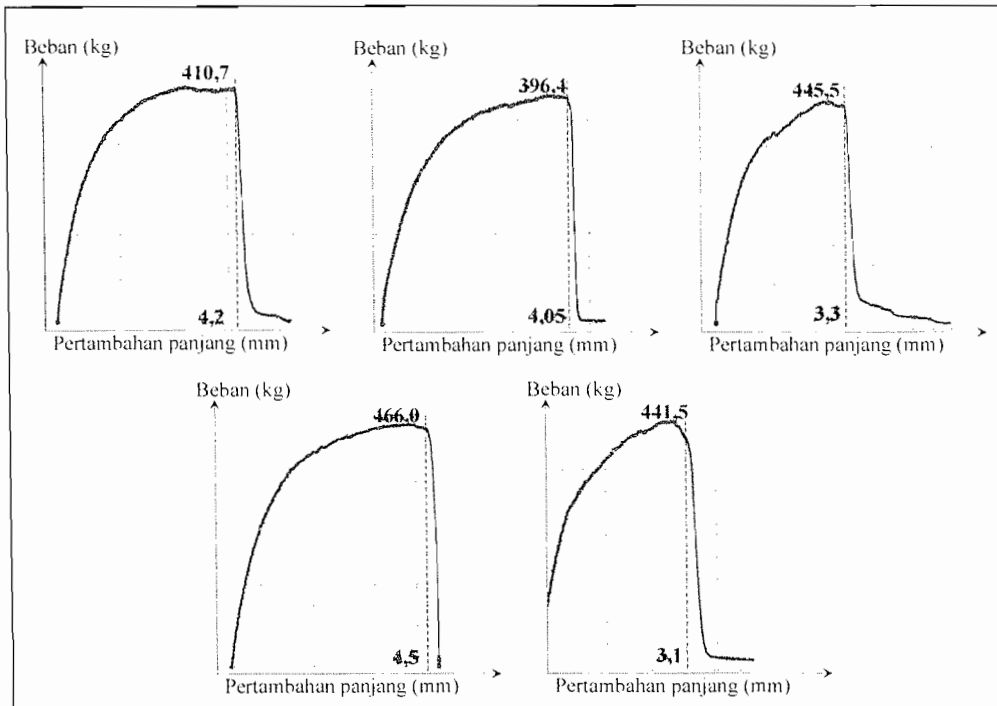 Beban (kg)
410,7
4,2
Pertambahan panjang (mm)
Beban (kg)
396,4
4,05
Pertambahan panjang (mm)
Beban (kg)
445,5
3,3
Pertambahan panjang (mm)
Beban (kg)
466,0
4,5
Pertambahan panjang (mm)
Beban (kg)
441,5
3,1
Pertambahan panjang (mm)